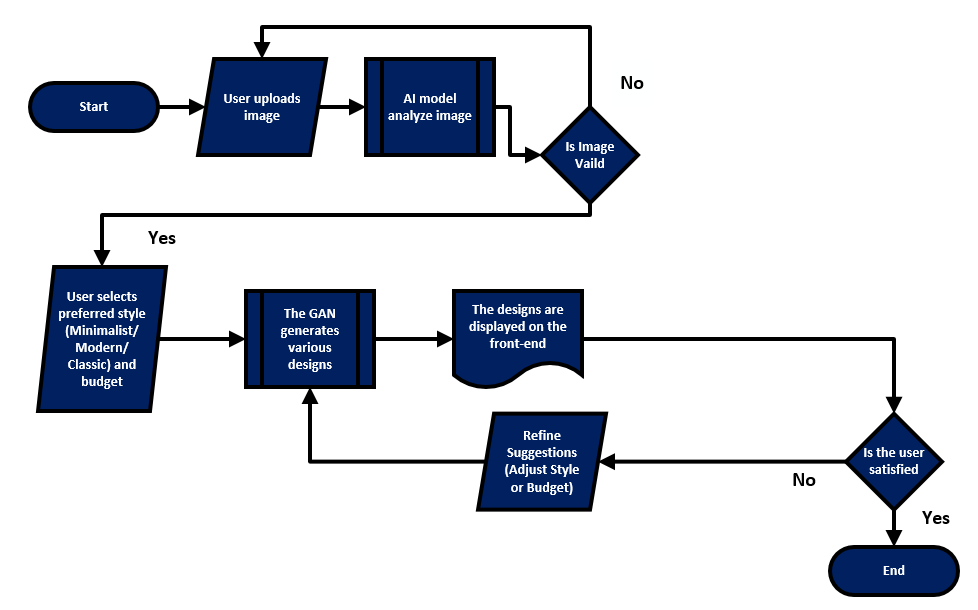 Start
User uploads
image
AI model
analyze image
No
Is Image
Vaild
Yes
User selects
preferred style
(Minimalist/
Modern/
Classic) and
budget
The GAN
generates
various
designs
The designs are
displayed on the
front-end
Refine
Suggestions
(Adjust Style
or Budget)
Is the user
satisfied
No
Yes
End